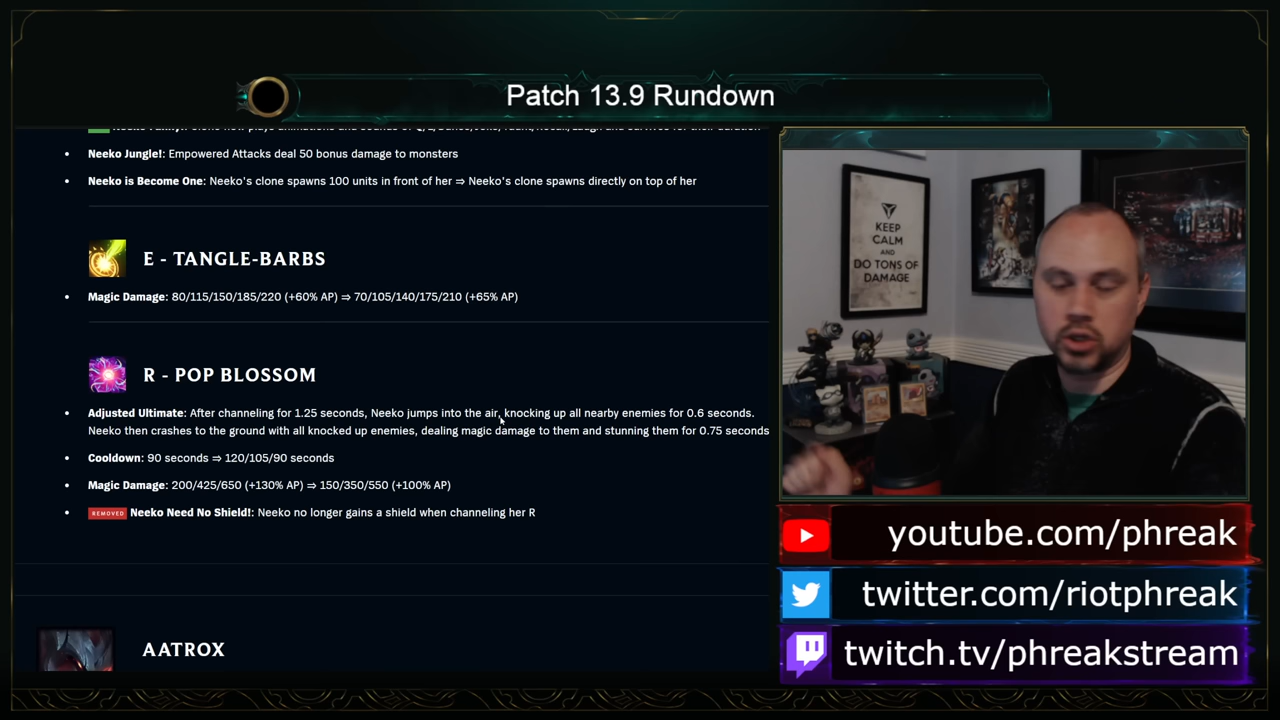 Patch 13.9 Rundown
Neeko Jungle!: Empowered Attacks deal 50 bonus damage to monsters
Neeko is Become One: Neeko's clone spawns 100 units in front of her ⇒ Neeko's clone spawns directly on top of her
E - TANGLE-BARBS
Magic Damage: 80/115/150/185/220 (+60% AP) ⇒ 70/105/140/175/210 (+65% AP)
R - POP BLOSSOM
Adjusted Ultimate: After channeling for 1.25 seconds, Neeko jumps into the air, knocking up all nearby enemies for 0.6 seconds.
Neeko then crashes to the ground with all knocked up enemies, dealing magic damage to them and stunning them for 0.75 seconds
Cooldown: 90 seconds ⇒ 120/105/90 seconds
Magic Damage: 200/425/650 (+130% AP) ⇒ 150/350/550 (+100% AP)
REMOVED Neeko Need No Shield!: Neeko no longer gains a shield when channeling her R
AATROX
KEEP
CALM
AND
DO TONS OF
DAMAGE
youtube.com/phreak
twitter.com/riotphreak
twitch.tv/phreakstream